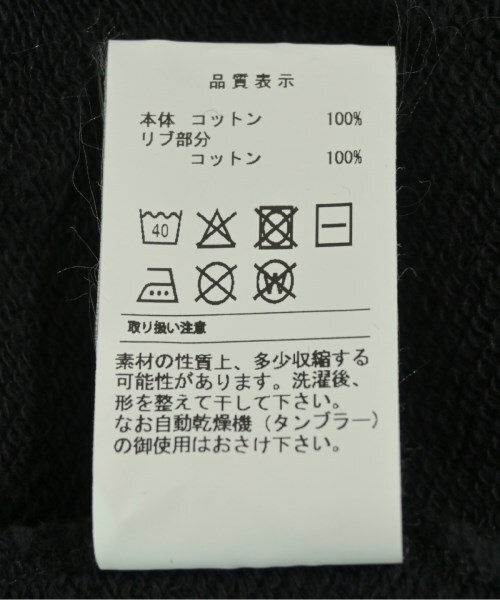 品質表示
本体 コットン 100%
リブ部分
コットン 100%
40
W
取り扱い注意
素材の性質上、多少収縮する
可能性があります。洗濯後、
形を整えて干して下さい。
なお自動乾燥機（タンブラー）
の御使用はおさけ下さい。